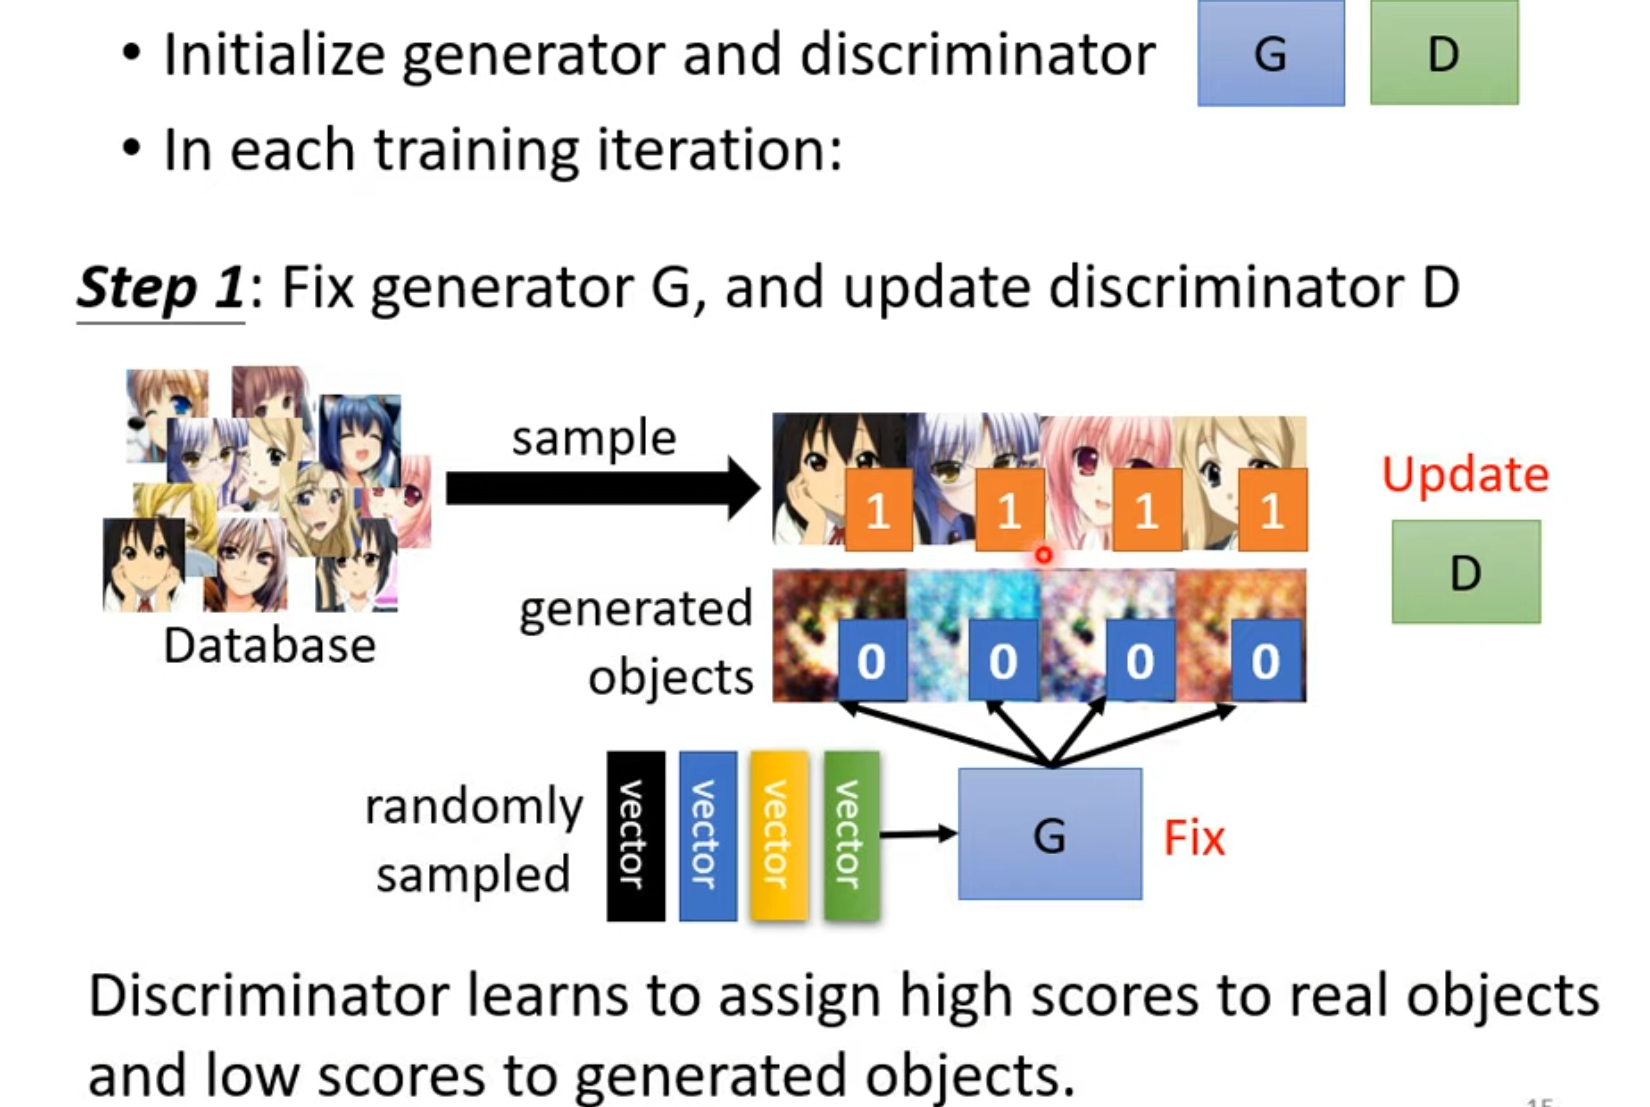 • Initialize generator and discriminator G D
• In each training iteration:
Step 1: Fix generator G, and update discriminator D
sample
1 1 1 1
Update
D
Database
generated
objects
0 0 0 0
randomly
sampled
vector vector vector vector
G
Fix
Discriminator learns to assign high scores to real objects
and low scores to generated objects.